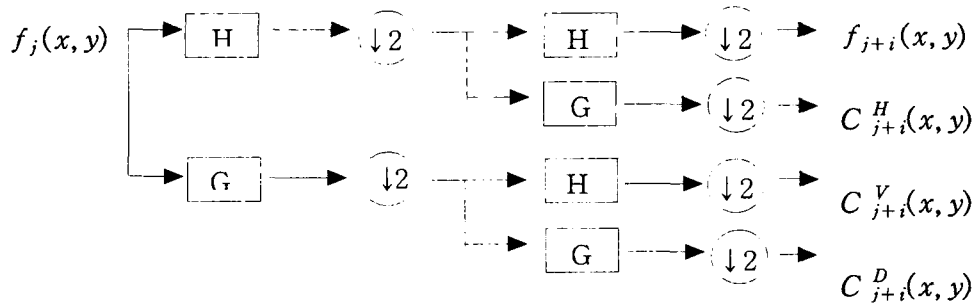 f_j(x, y) H ↓2 H ↓2 f_{j+i}(x, y)
G ↓2 C^H_{j+i}(x, y)
G ↓2 H ↓2 C^V_{j+i}(x, y)
G ↓2 C^D_{j+i}(x, y)